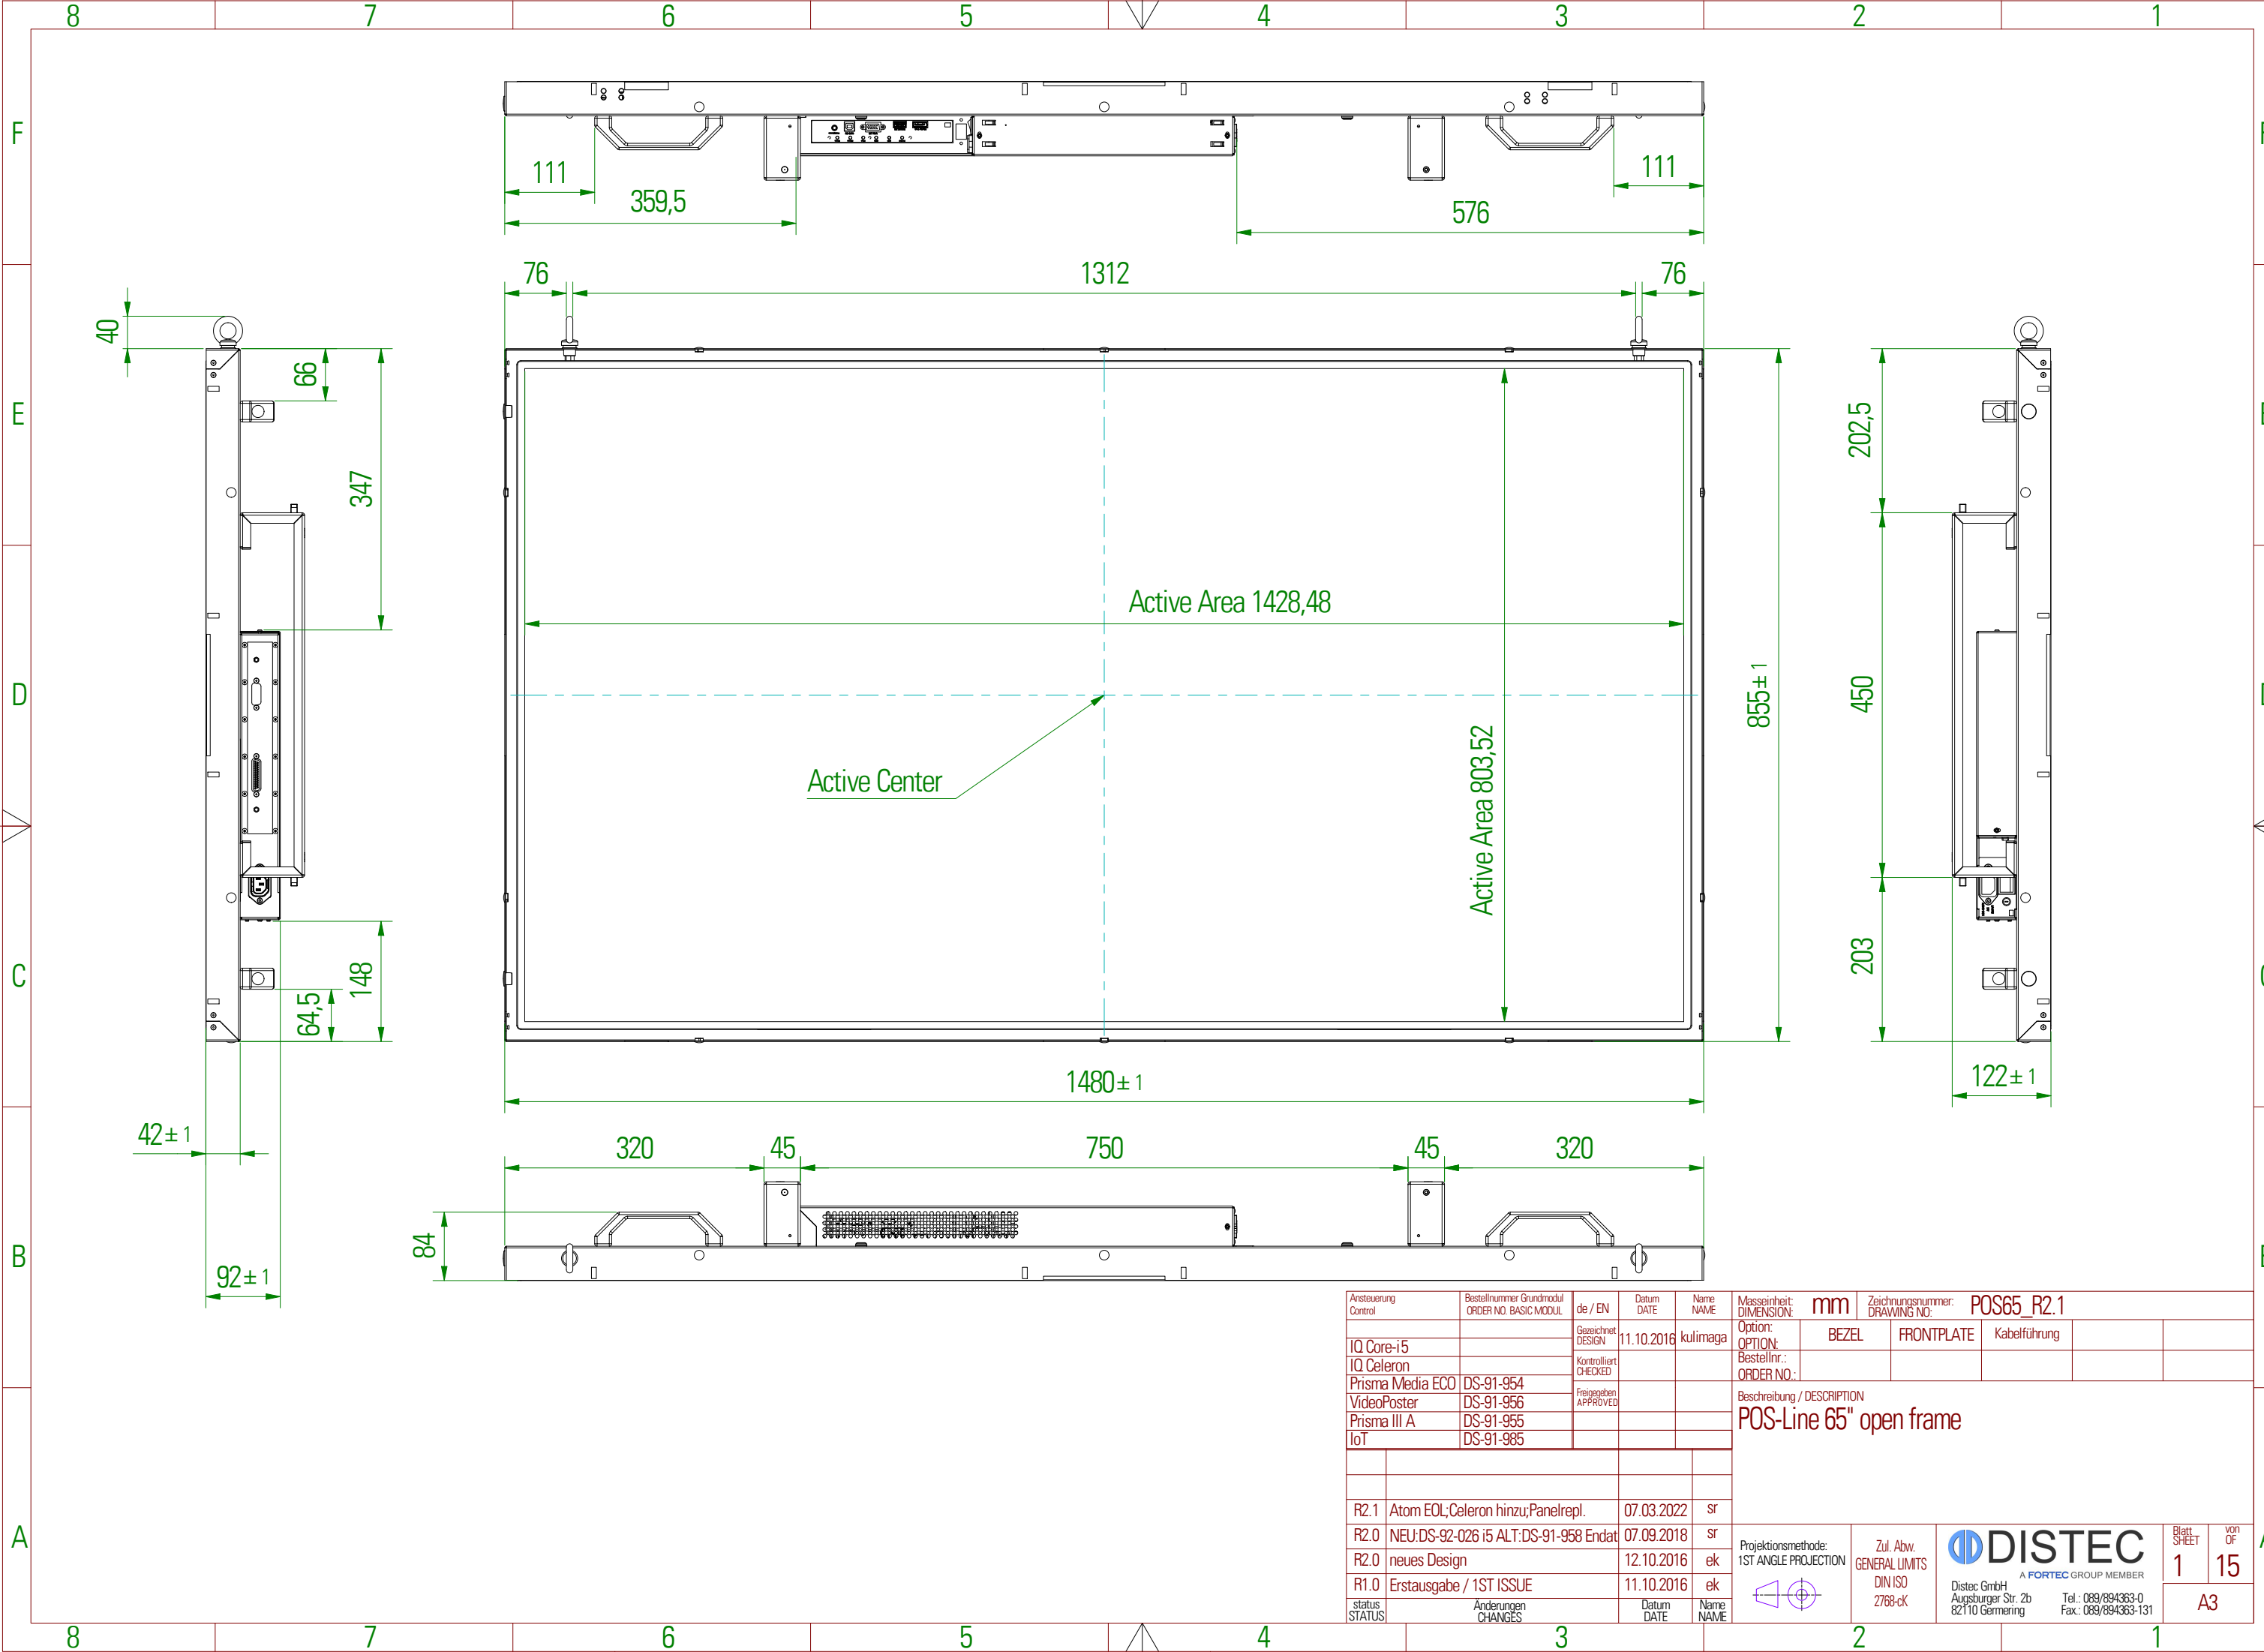 8 7 6 5 4 3 2 1
F
E
D
C
B
A
111
359,5
576
111
76
1312
76
40
66
347
148
64,5
42± 1
92± 1
Active Area 1428,48
Active Center
Active Area 803,52
855± 1
1480± 1
202,5
450
203
122± 1
320
45
750
45
320
84
Ansteuerung
Control
Bestellnummer Grundmodul
ORDER NO. BASIC MODUL
IQ Core-i5
IQ Celeron
Prisma Media ECO DS-91-954
VideoPoster DS-91-956
Prisma III A DS-91-955
IoT DS-91-985
de / EN
Datum
DATE
Name
NAME
Gezeichnet
DESIGN
11.10.2016 kulimaga
Kontrolliert
CHECKED
Freigegeben
APPROVED
Masseinheit:
DIMENSION:
mm
Zeichnungsnummer:
DRAWING NO:
POS65_R2.1
Option:
OPTION:
BEZEL FRONTPLATE Kabelführung
Bestellnr.:
ORDER NO.:
Beschreibung / DESCRIPTION
POS-Line 65" open frame
R2.1 Atom EOL;Celeron hinzu;Panelrepl. 07.03.2022 sr
R2.0 NEU:DS-92-026 i5 ALT:DS-91-958 Endat 07.09.2018 sr
R2.0 neues Design 12.10.2016 ek
R1.0 Erstausgabe / 1ST ISSUE 11.10.2016 ek
status
STATUS
Änderungen
CHANGES
Datum
DATE
Name
NAME
Projektionsmethode:
1ST ANGLE PROJECTION
Zul. Abw.
GENERAL LIMITS
DIN ISO
2768-cK
DISTEC
A FORTEC GROUP MEMBER
Distec GmbH
Augsburger Str. 2b
82110 Germering
Tel.: 089/894363-0
Fax.: 089/894363-131
Blatt
SHEET
1
von
OF
15
A3
8 7 6 5 4 3 2 1